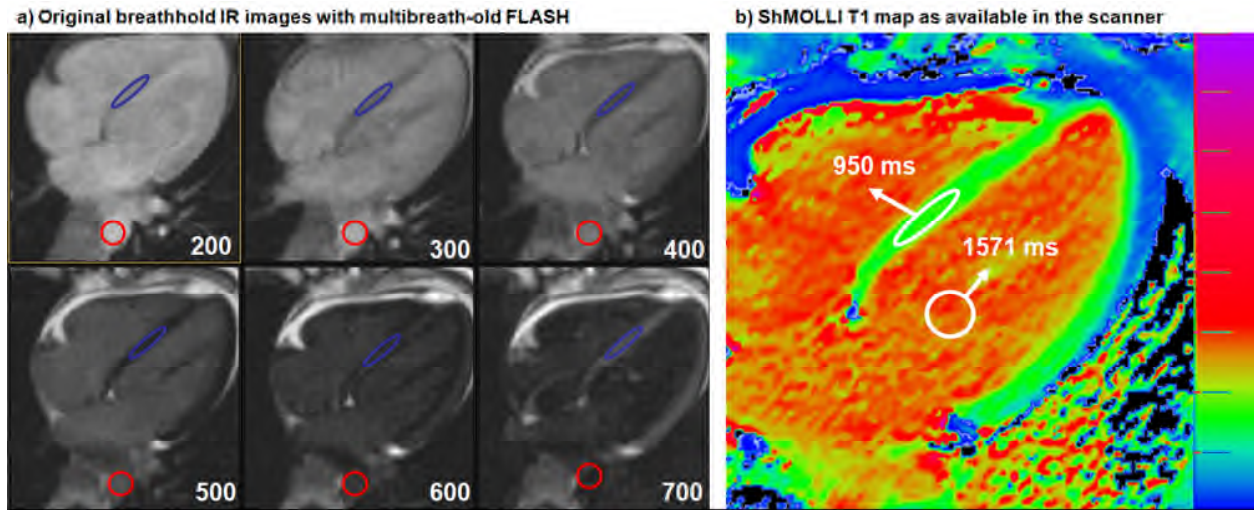 a) Original breathhold IR images with multibreath-old FLASH
b) ShMOLLI T1 map as available in the scanner
200
300
400
500
600
700
950 ms
1571 ms